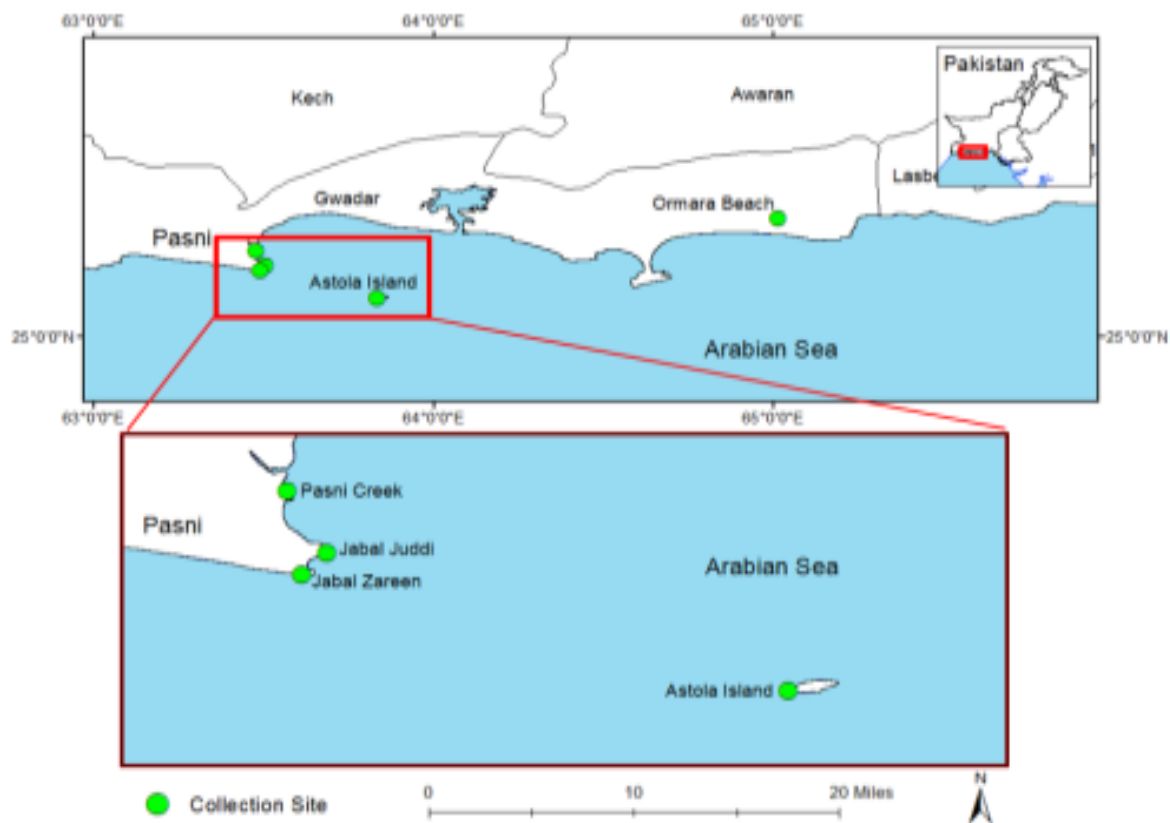 63°0'0"E 64°0'0"E 65°0'0"E
Pakistan
Kech
Awaran
Gwadar
Ormara Beach
Pasni
Astola Island
25°0'0"N 25°0'0"N
Arabian Sea
63°0'0"E 64°0'0"E 65°0'0"E
Pasni Creek
Pasni
Jabal Juddi
Jabal Zareen
Arabian Sea
Astola Island
Collection Site
0 10 20 Miles
N